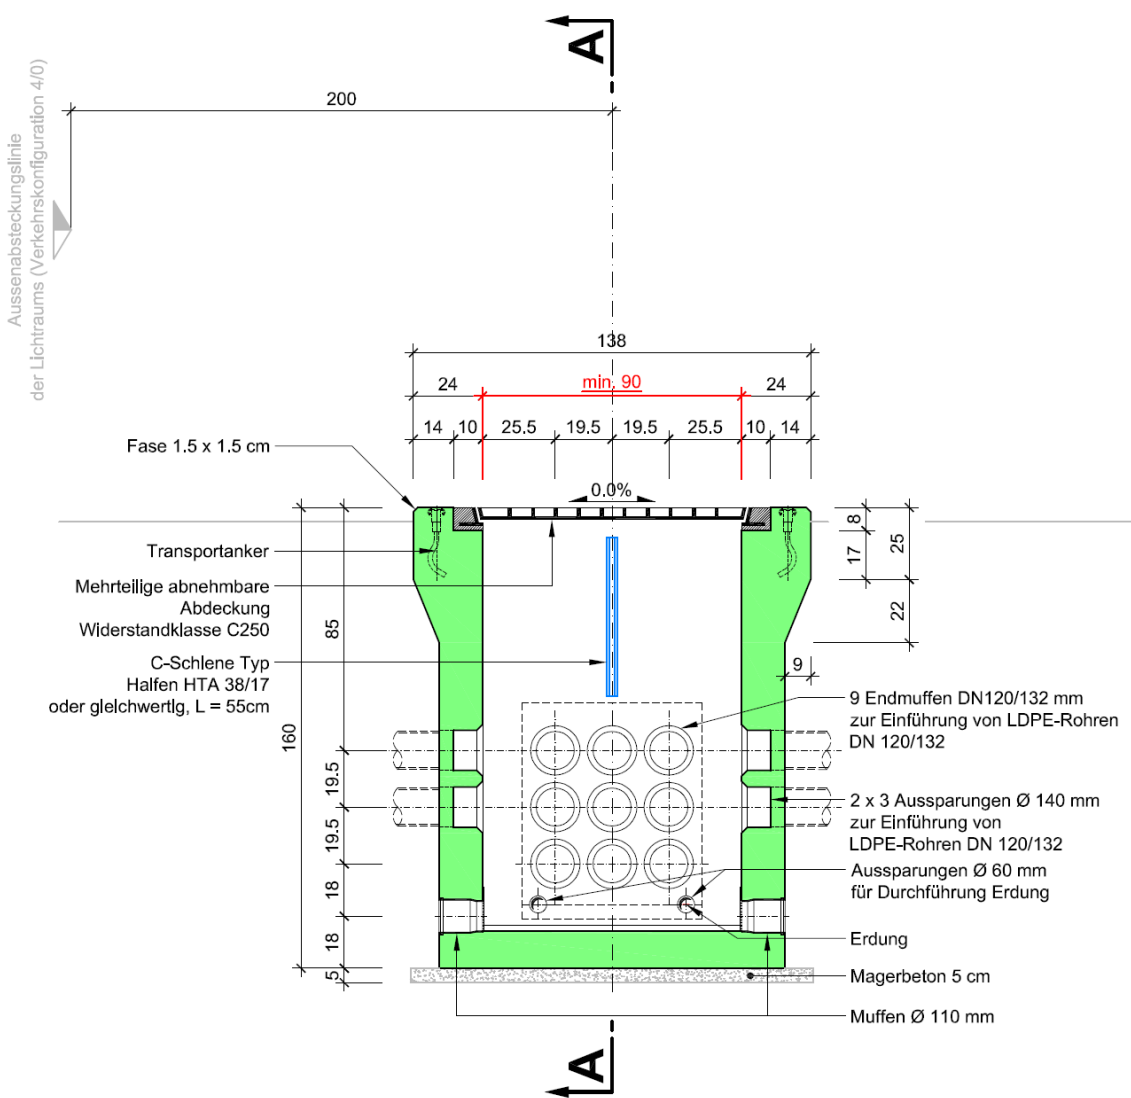 A
200
Aussenabsteckungslinie
der Lichtraums (Verkehrskonfiguration 4/0)
138
24
min. 90
24
14
10
25.5
19.5
19.5
25.5
10
14
Fase 1.5 x 1.5 cm
0.0%
8
17
25
22
9
Transportanker
Mehrteilige abnehmbare
Abdeckung
Widerstandklasse C250
C-Schlene Typ
Halfen HTA 38/17
oder gleichwertlg, L = 55cm
85
160
19.5
19.5
18
18
5
9 Endmuffen DN120/132 mm
zur Einführung von LDPE-Rohren
DN 120/132
2 x 3 Aussparungen Ø 140 mm
zur Einführung von
LDPE-Rohren DN 120/132
Aussparungen Ø 60 mm
für Durchführung Erdung
Erdung
Magerbeton 5 cm
Muffen Ø 110 mm
A